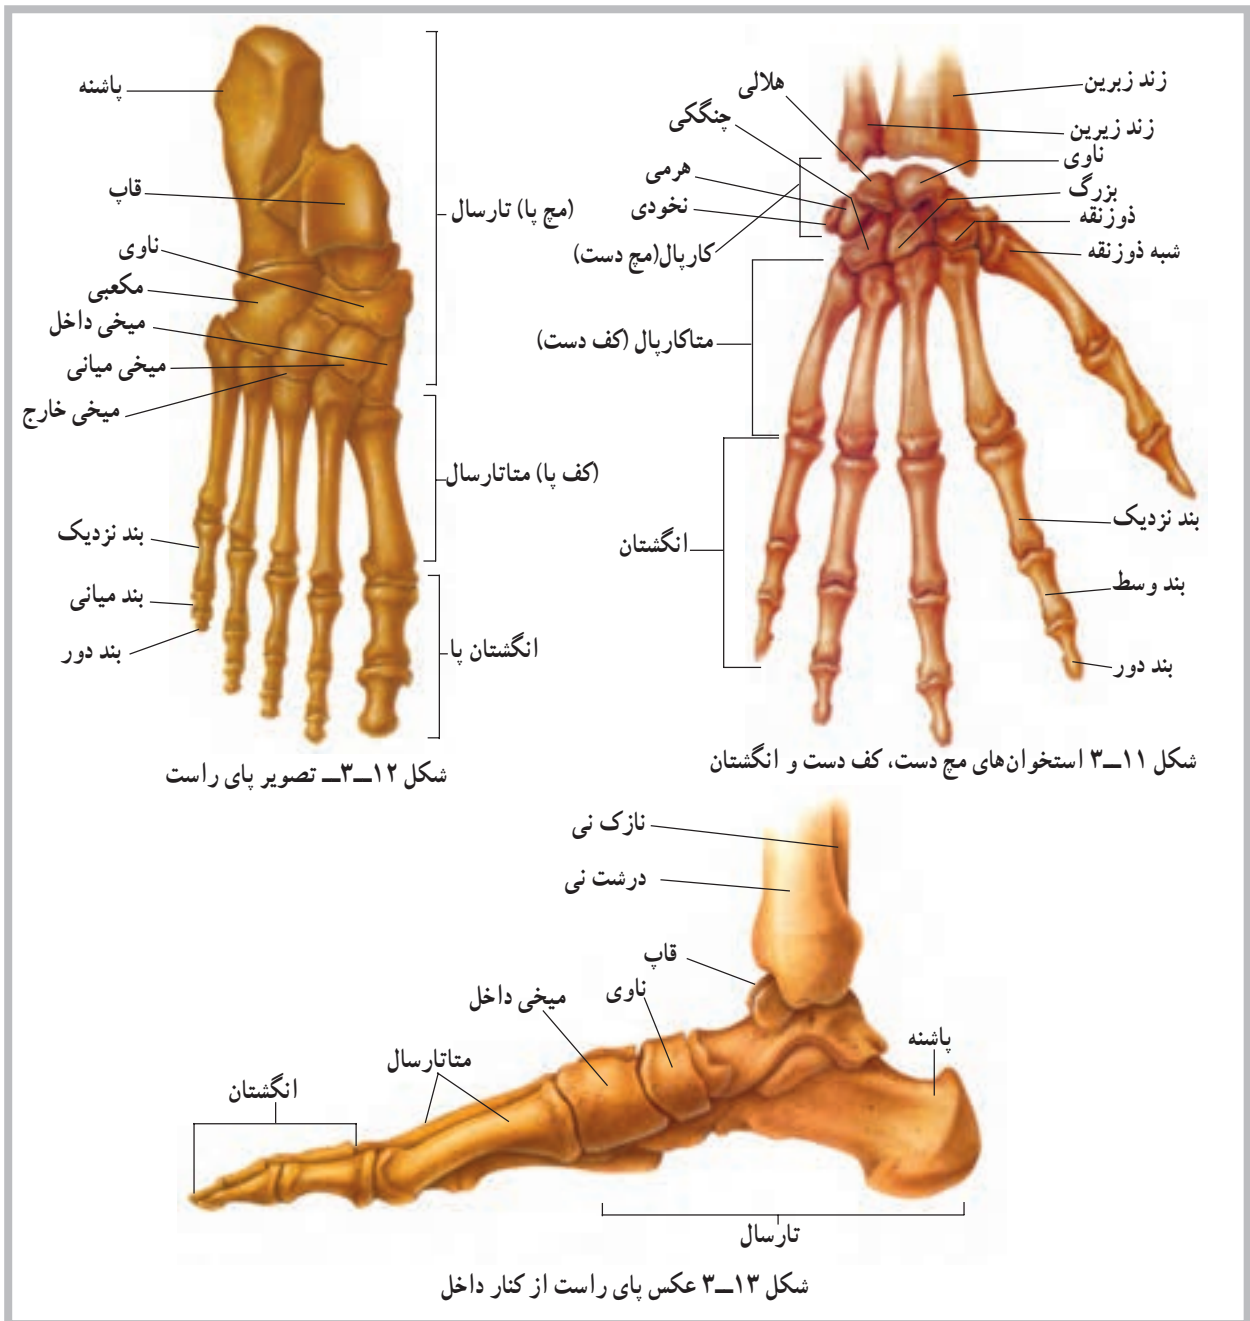 زند زبرین
زند زیرین
ناوی
بزرگ
ذوزنقه
شبه ذوزنقه
هلالی
چنگکی
هرمی
نخودی
کارپال(مچ دست)
متاکارپال (کف دست)
انگشتان
بند نزدیک
بند وسط
بند دور
شکل ۱۱ــ۳ استخوان‌های مچ دست، کف دست و انگشتان
پاشنه
قاپ
ناوی
مکعبی
میخی داخل
میخی میانی
میخی خارج
(مچ پا) تارسال
(کف پا) متاتارسال
انگشتان پا
بند نزدیک
بند میانی
بند دور
شکل ۱۲ــ۳ــ تصویر پای راست
نازک نی
درشت نی
قاپ
ناوی
میخی داخل
متاتارسال
انگشتان
پاشنه
تارسال
شکل ۱۳ــ۳ عکس پای راست از کنار داخل